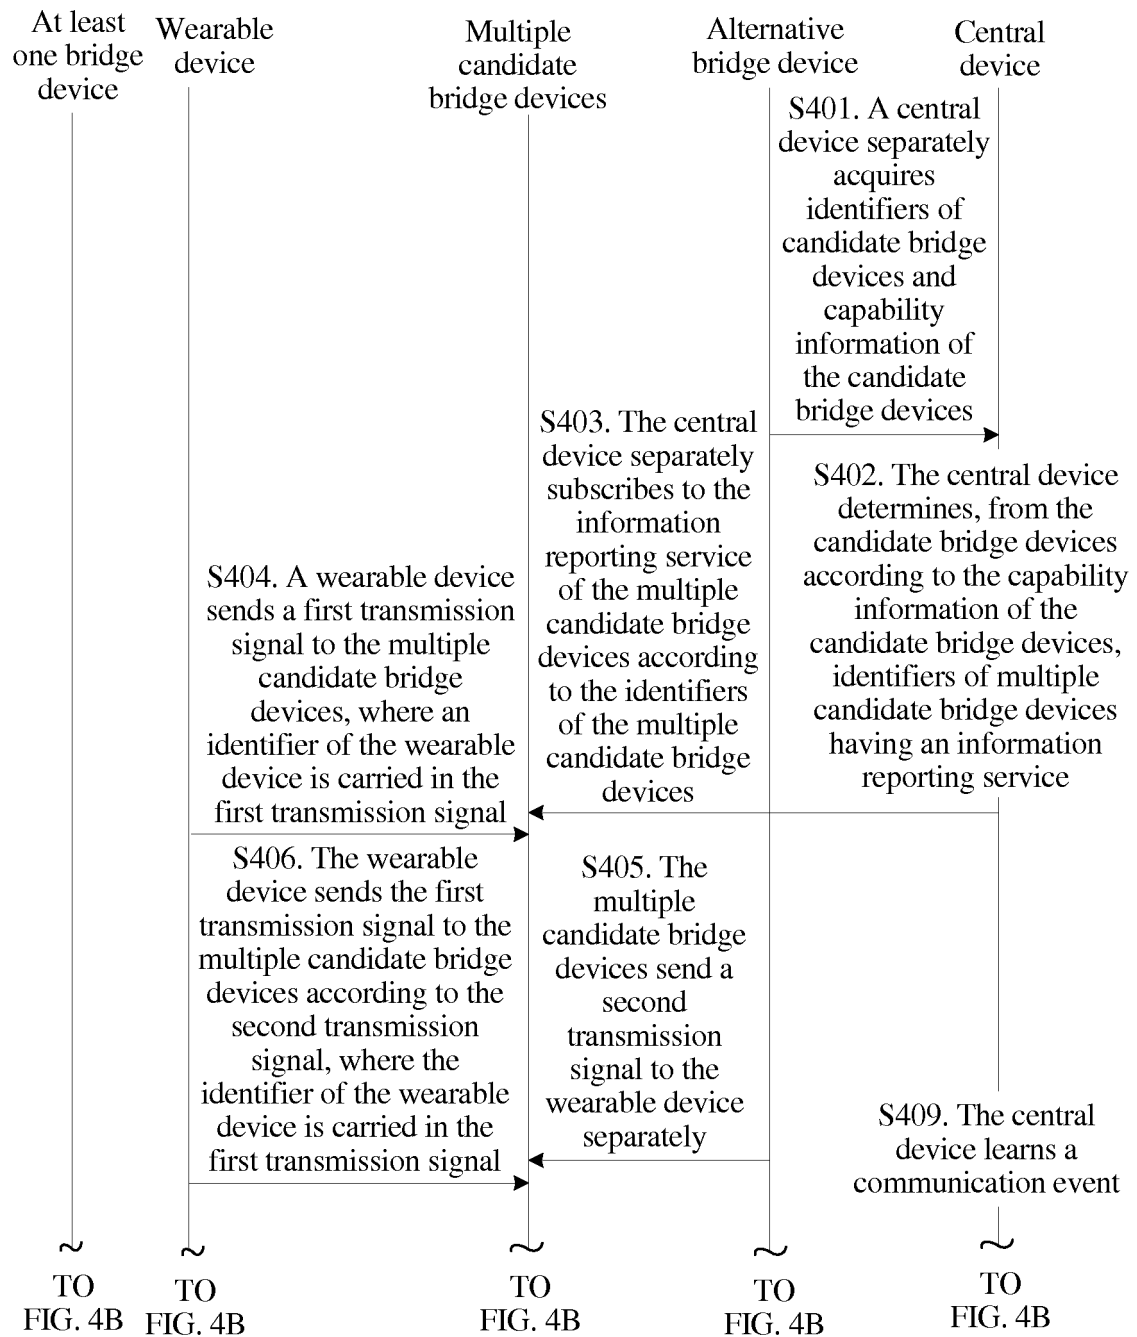 At least
one bridge
device
Wearable
device
Multiple
candidate
bridge devices
Alternative
bridge device
Central
device
S401. A central
device separately
acquires
identifiers of
candidate bridge
devices and
capability
information of
the candidate
bridge devices
S402. The central device
determines, from the
candidate bridge devices
according to the capability
information of the
candidate bridge devices,
identifiers of multiple
candidate bridge devices
having an information
reporting service
S403. The central
device separately
subscribes to the
information
reporting service
of the multiple
candidate bridge
devices according
to the identifiers
of the multiple
candidate bridge
devices
S404. A wearable device
sends a first transmission
signal to the multiple
candidate bridge
devices, where an
identifier of the wearable
device is carried in the
first transmission signal
S405. The
multiple
candidate bridge
devices send a
second
transmission
signal to the
wearable device
separately
S406. The wearable
device sends the first
transmission signal to the
multiple candidate bridge
devices according to the
second transmission
signal, where the
identifier of the wearable
device is carried in the
first transmission signal
S409. The central
device learns a
communication event
TO
FIG. 4B
TO
FIG. 4B
TO
FIG. 4B
TO
FIG. 4B
TO
FIG. 4B